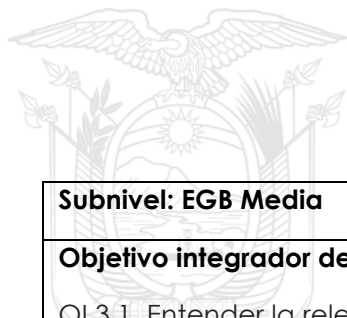 Subnivel: EGB Media
Objetivo integrador de
OI.3.1. Entender la rele